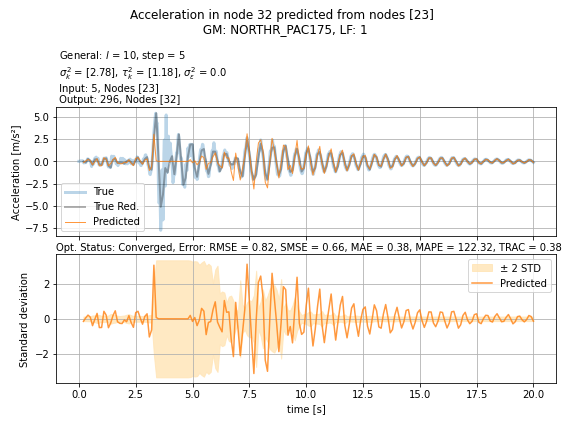 Acceleration in node 32 predicted from nodes [23]
GM: NORTHR_PAC175, LF: 1
General: l = 10, step = 5
σ_k^2 = [2.78], τ_k^2 = [1.18], σ_ε^2 = 0.0
Input: 5, Nodes [23]
Output: 296, Nodes [32]
Acceleration [m/s²]
5.0
2.5
0.0
−2.5
−5.0
−7.5
True
True Red.
Predicted
Opt. Status: Converged, Error: RMSE = 0.82, SMSE = 0.66, MAE = 0.38, MAPE = 122.32, TRAC = 0.38
Standard deviation
2
0
−2
± 2 STD
Predicted
0.0 2.5 5.0 7.5 10.0 12.5 15.0 17.5 20.0
time [s]